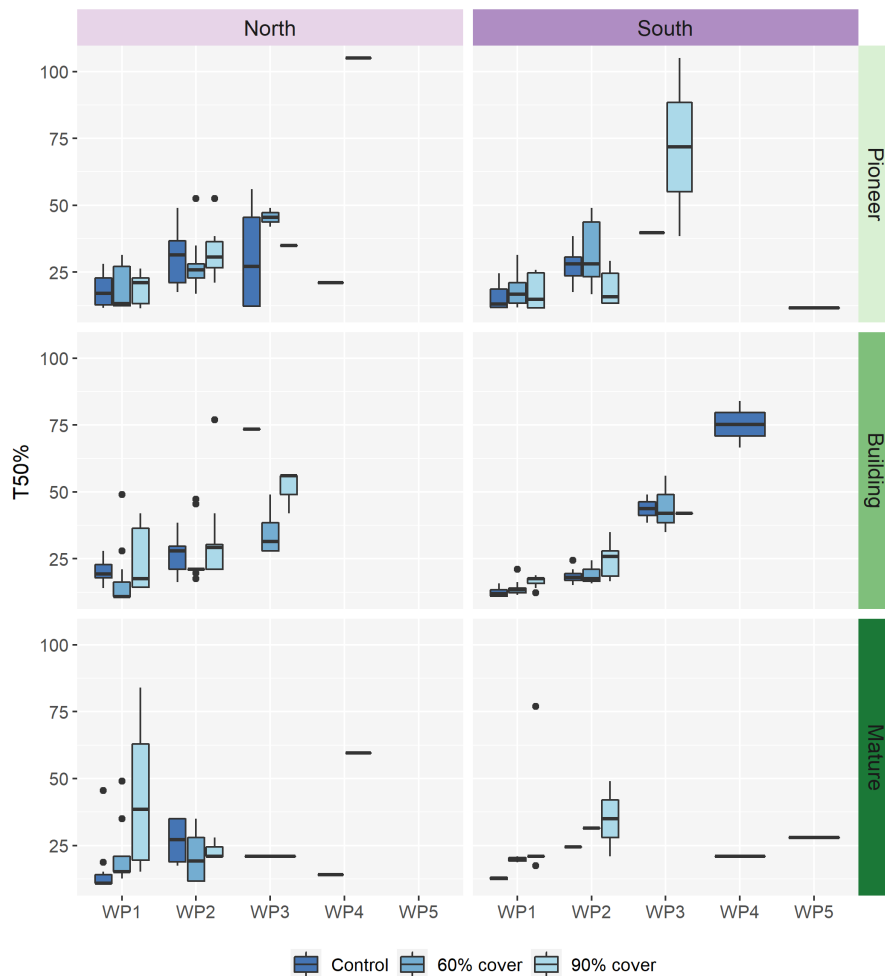 North South
100
75
50
25
Pioneer
100
75
50
25
Building
T50%
100
75
50
25
Mature
WP1 WP2 WP3 WP4 WP5 WP1 WP2 WP3 WP4 WP5
Control 60% cover 90% cover